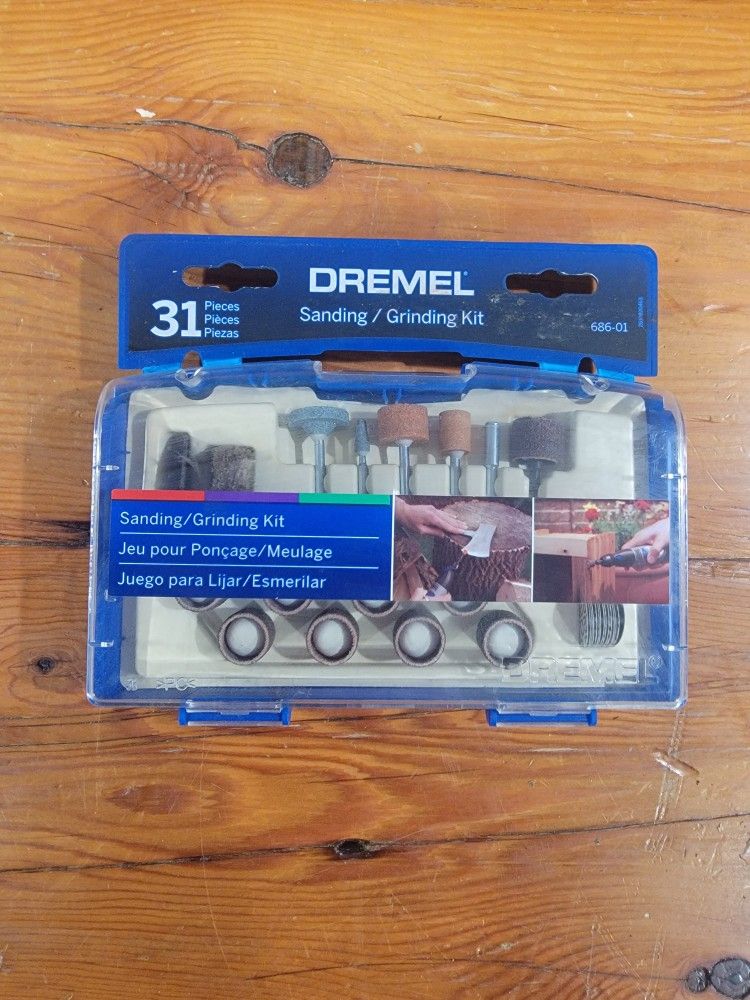 DREMEL®
31 Pieces
Pièces
Piezas
Sanding / Grinding Kit
686-01
Sanding/Grinding Kit
Jeu pour Ponçage/Meulage
Juego para Lijar/Esmerilar
DREMEL®
>PC<